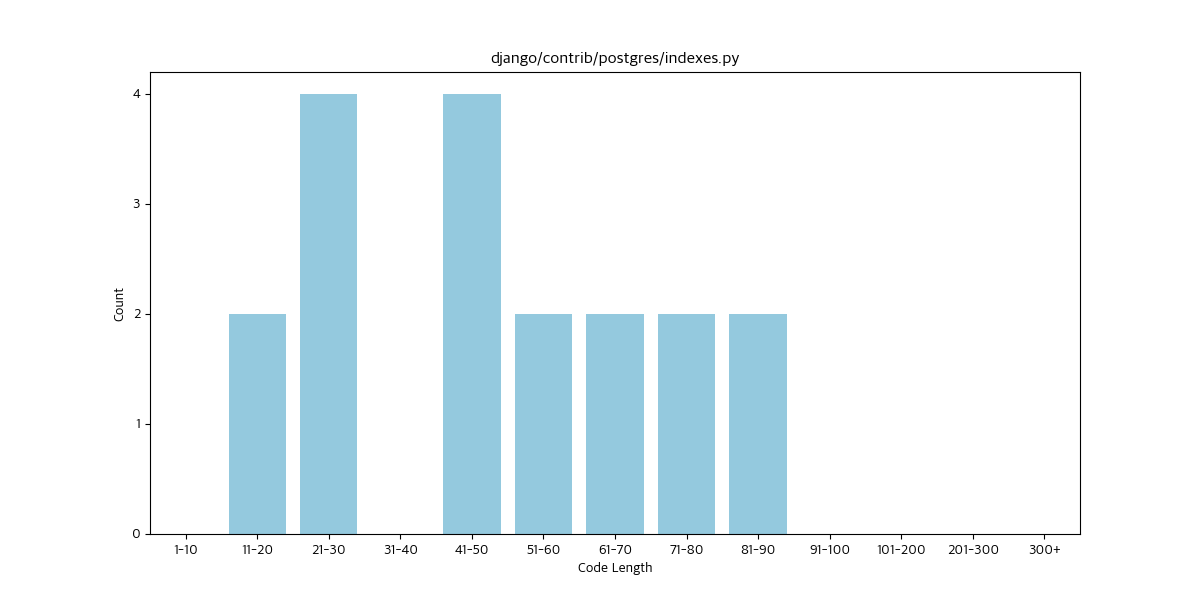 django/contrib/postgres/indexes.py
4
3
2
1
0
Count
1-10 11-20 21-30 31-40 41-50 51-60 61-70 71-80 81-90 91-100 101-200 201-300 300+
Code Length